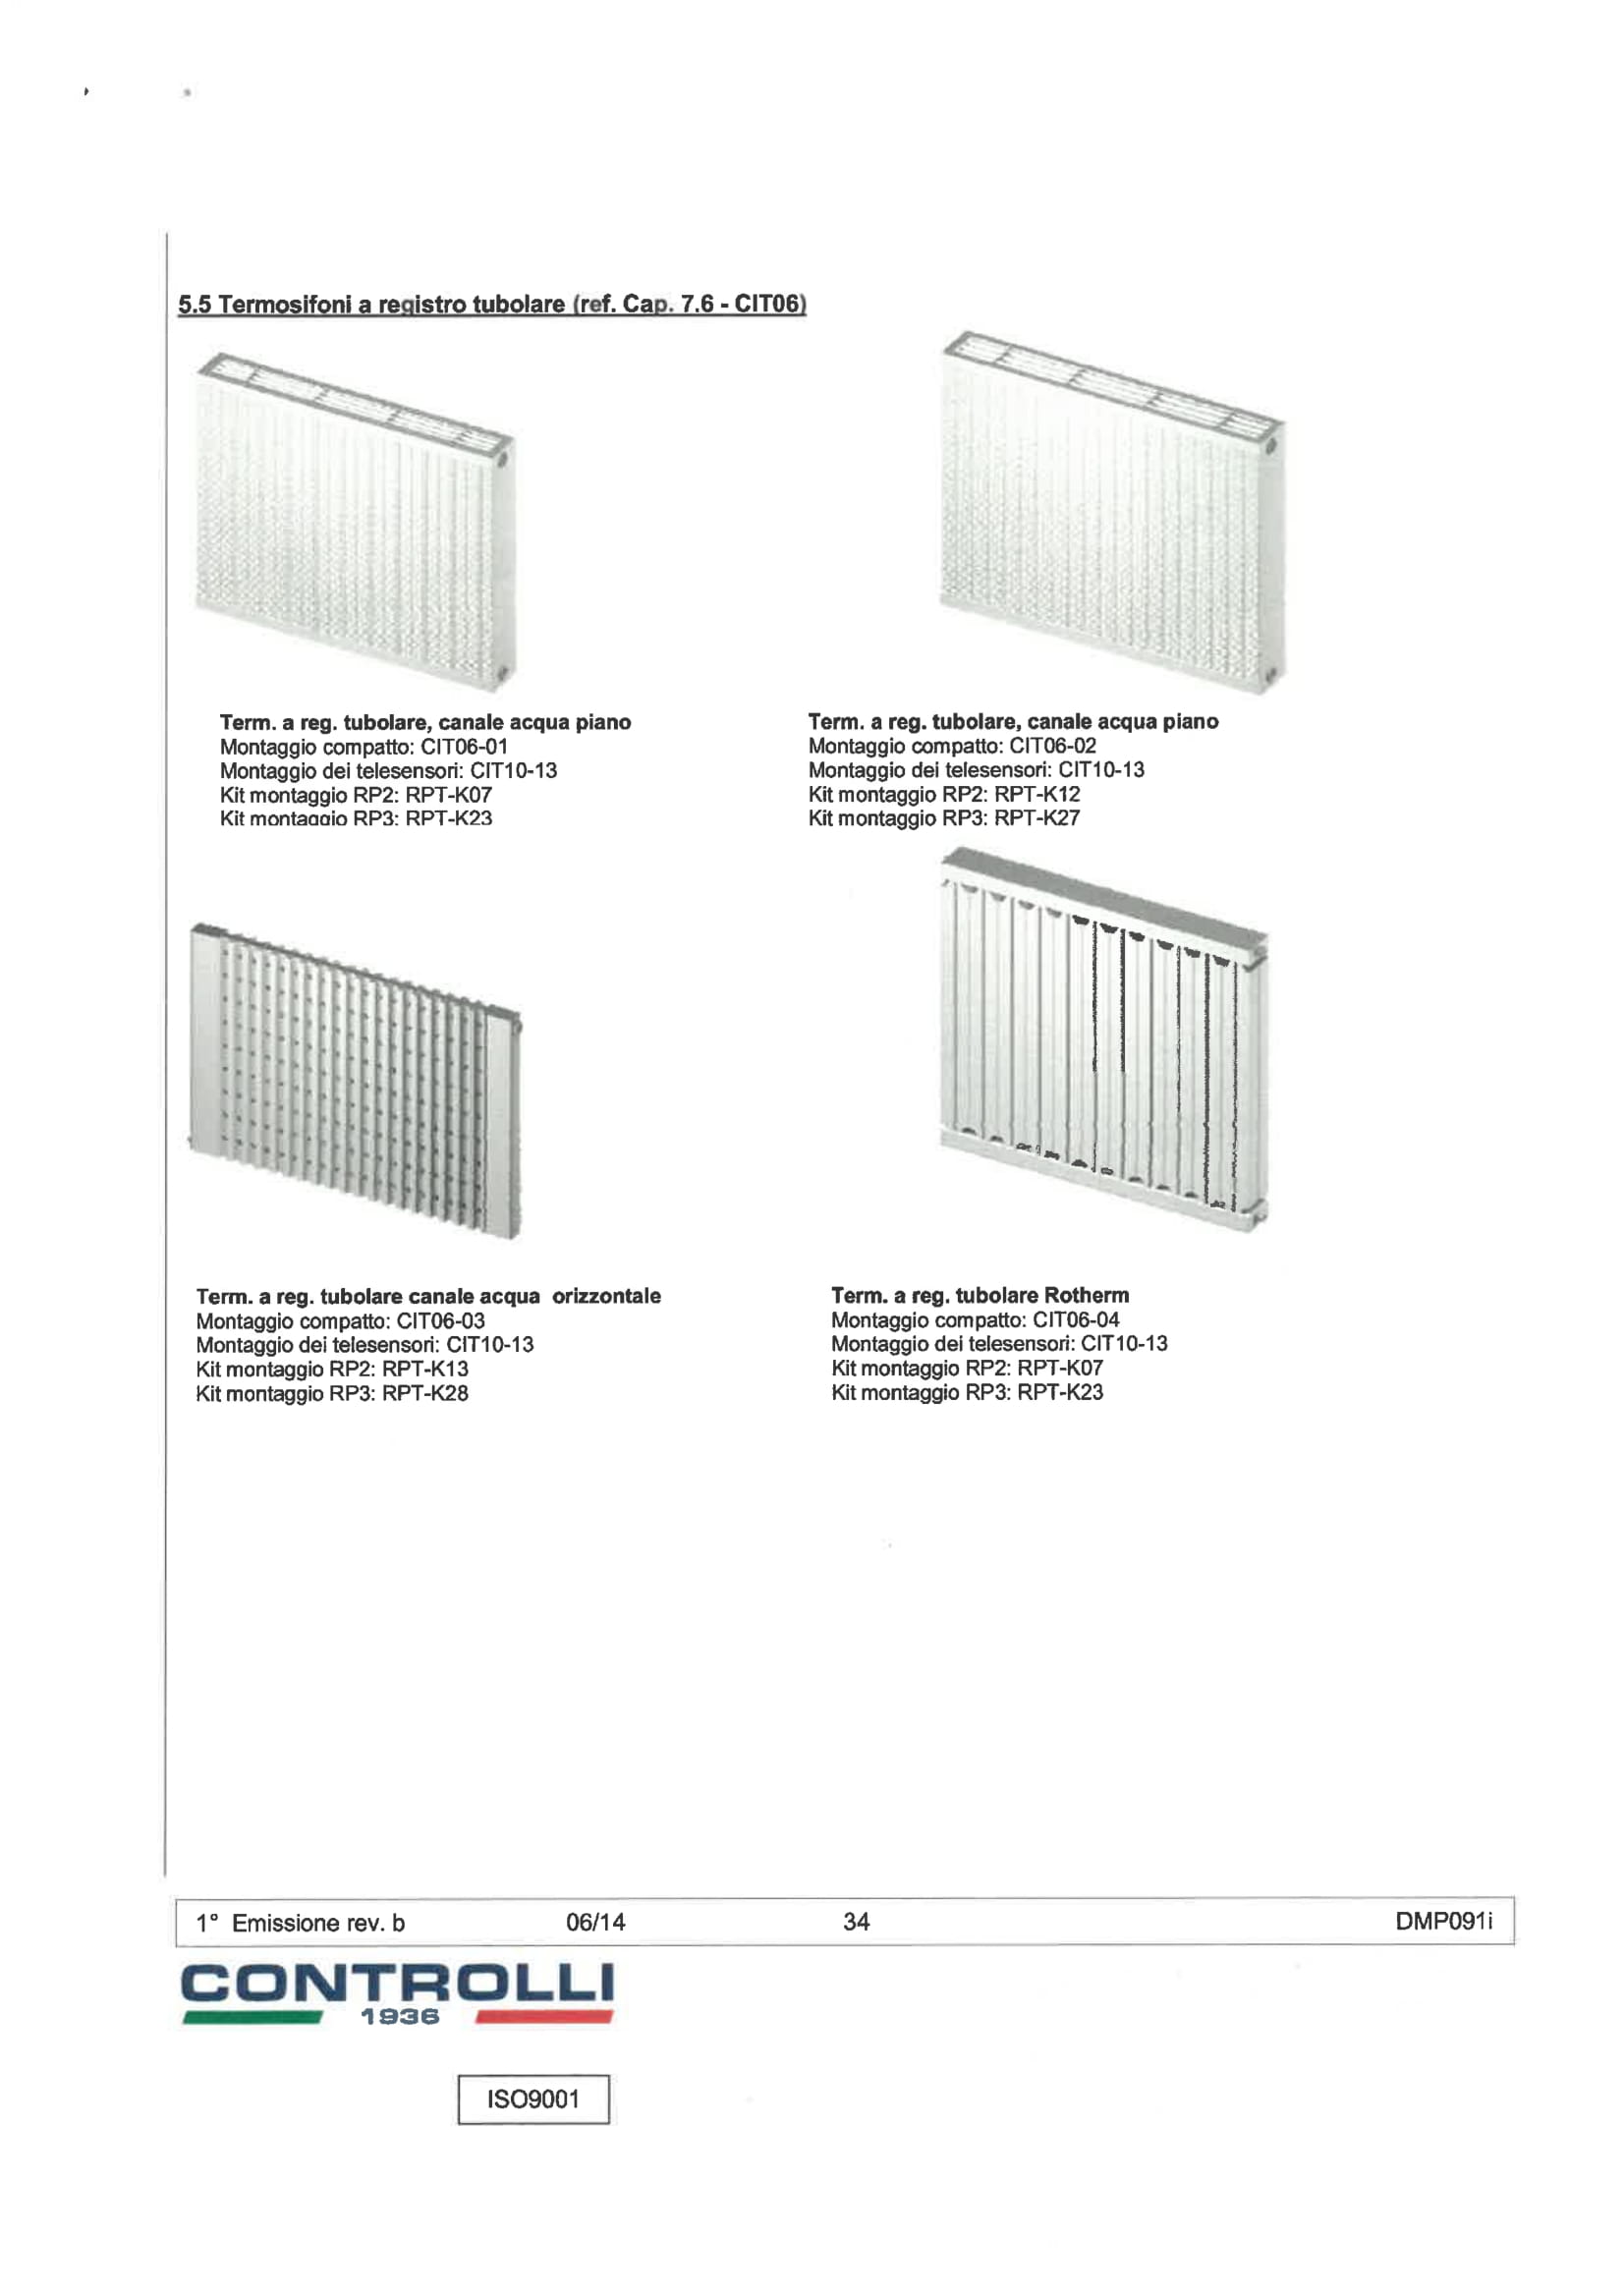 5.5 Termosifoni a registro tubolare (ref. Cap. 7.6 - CIT06)
Term. a reg. tubolare, canale acqua piano
Montaggio compatto: CIT06-01
Montaggio dei telesensori: CIT10-13
Kit montaggio RP2: RPT-K07
Kit montaggio RP3: RPT-K23
Term. a reg. tubolare, canale acqua piano
Montaggio compatto: CIT06-02
Montaggio dei telesensori: CIT10-13
Kit montaggio RP2: RPT-K12
Kit montaggio RP3: RPT-K27
Term. a reg. tubolare canale acqua orizzontale
Montaggio compatto: CIT06-03
Montaggio dei telesensori: CIT10-13
Kit montaggio RP2: RPT-K13
Kit montaggio RP3: RPT-K28
Term. a reg. tubolare Rotherm
Montaggio compatto: CIT06-04
Montaggio dei telesensori: CIT10-13
Kit montaggio RP2: RPT-K07
Kit montaggio RP3: RPT-K23
1° Emissione rev. b 06/14 34 DMP091i
CONTROLLI
1936
ISO9001